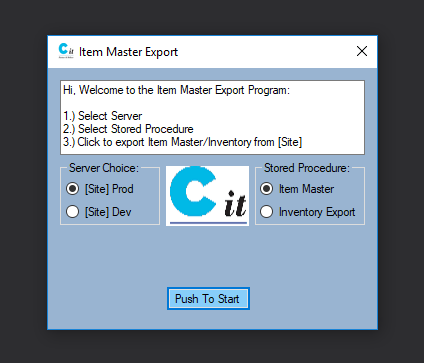 C it
Item Master Export
Hi, Welcome to the Item Master Export Program:
1.) Select Server
2.) Select Stored Procedure
3.) Click to export Item Master/Inventory from [Site]
Server Choice:
[Site] Prod
[Site] Dev
C it
Stored Procedure:
Item Master
Inventory Export
Push To Start